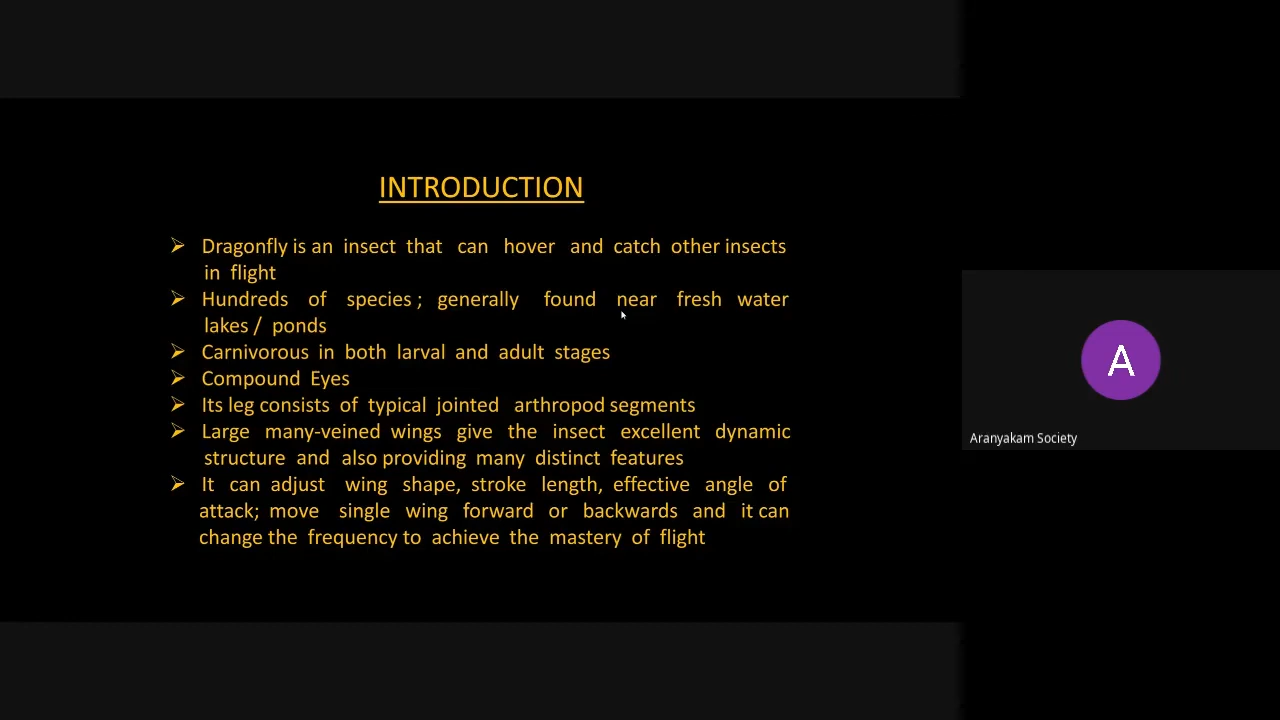 INTRODUCTION
➢ Dragonfly is an insect that can hover and catch other insects
in flight
➢ Hundreds of species ; generally found near fresh water
lakes / ponds
➢ Carnivorous in both larval and adult stages
➢ Compound Eyes
➢ Its leg consists of typical jointed arthropod segments
➢ Large many-veined wings give the insect excellent dynamic
structure and also providing many distinct features
➢ It can adjust wing shape, stroke length, effective angle of
attack; move single wing forward or backwards and it can
change the frequency to achieve the mastery of flight
A
Aranyakam Society